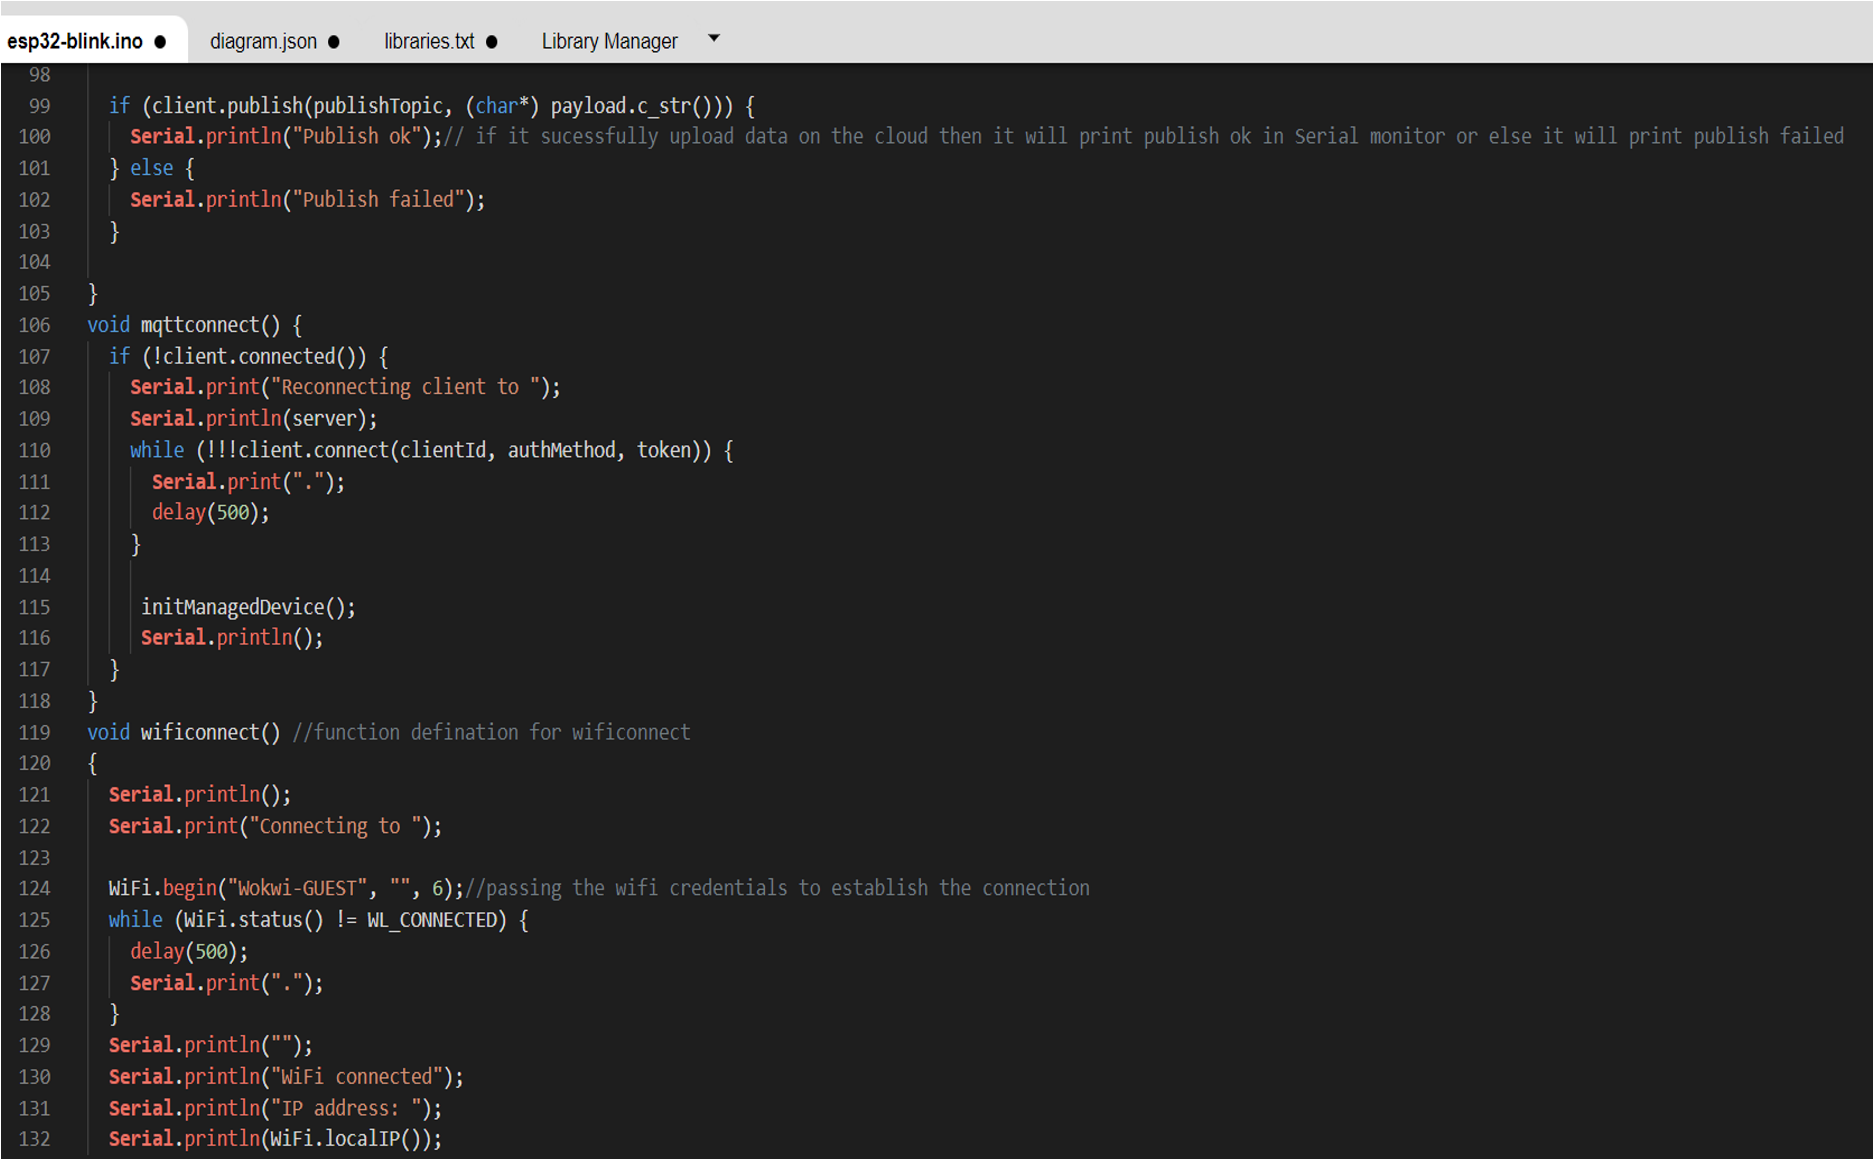 esp32-blink.ino ● diagram.json ● libraries.txt ● Library Manager ▼
98
99 if (client.publish(publishTopic, (char*) payload.c_str())) {
100 Serial.println("Publish ok");// if it sucessfully upload data on the cloud then it will print publish ok in Serial monitor or else it will print publish failed
101 } else {
102 Serial.println("Publish failed");
103 }
104
105 }
106 void mqttconnect() {
107 if (!client.connected()) {
108 Serial.print("Reconnecting client to ");
109 Serial.println(server);
110 while (!!!client.connect(clientId, authMethod, token)) {
111 Serial.print(".");
112 delay(500);
113 }
114
115 initManagedDevice();
116 Serial.println();
117 }
118 }
119 void wificonnect() //function defination for wificonnect
120 {
121 Serial.println();
122 Serial.print("Connecting to ");
123
124 WiFi.begin("Wokwi-GUEST", "", 6);//passing the wifi credentials to establish the connection
125 while (WiFi.status() != WL_CONNECTED) {
126 delay(500);
127 Serial.print(".");
128 }
129 Serial.println("");
130 Serial.println("WiFi connected");
131 Serial.println("IP address: ");
132 Serial.println(WiFi.localIP());